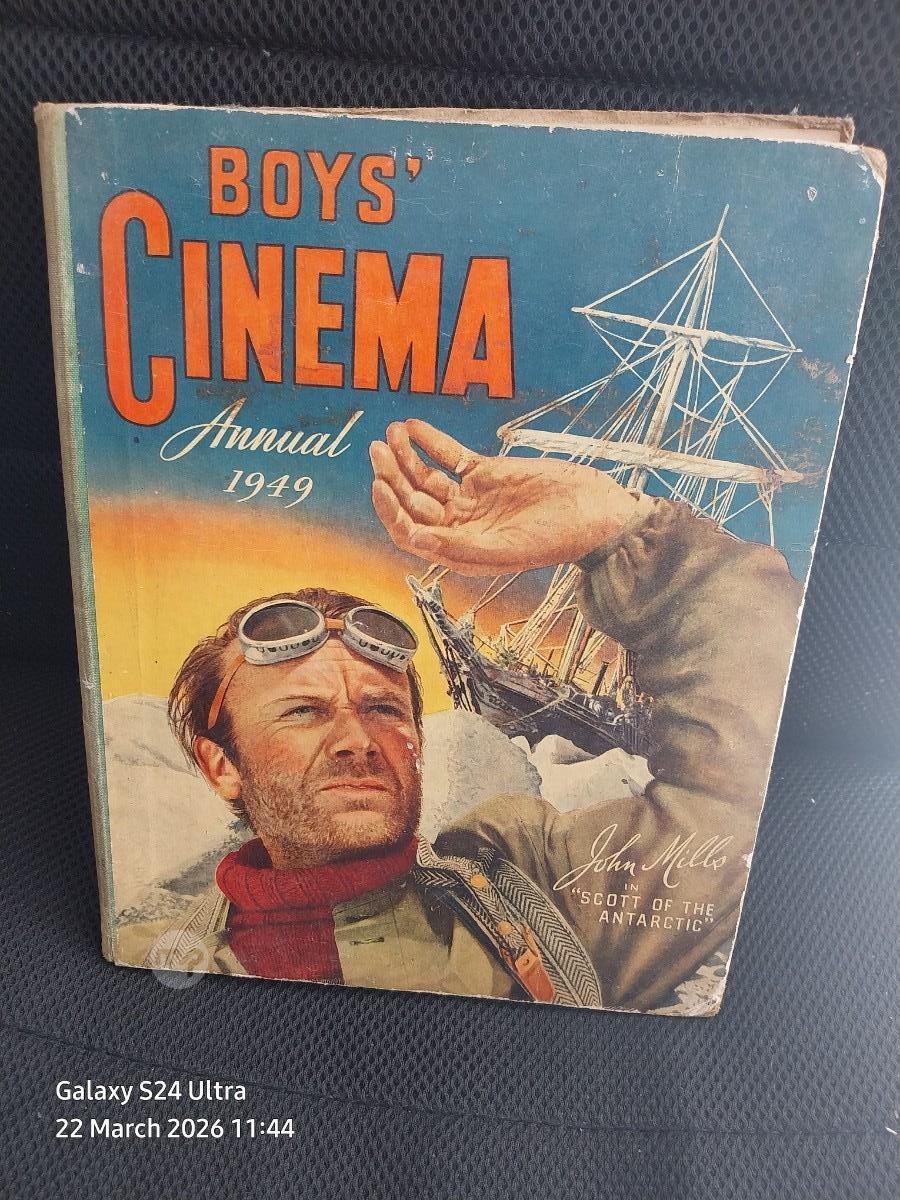 BOYS'
CINEMA
Annual
1949
John Mills
IN
"SCOTT OF THE
ANTARCTIC"
Galaxy S24 Ultra
22 March 2026 11:44